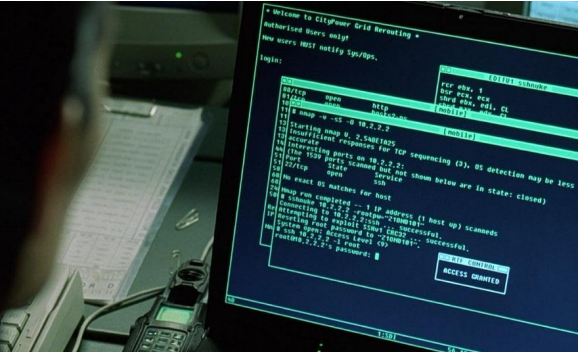 * Welcome to CityPower Grid Rerouting *
Authorised Users only!
New users MUST notify Sys/Ops.
login:
EDITV1 sshnuke
rcr ebx, 1
bsr ecx, ecx
shrd ebx, edi, CL
[mobile]
80/tcp open http
[mobile]
# nmap -v -sS -O 10.2.2.2
Starting nmap V. 2.54BETA25
Insufficient responses for TCP sequencing (3), OS detection may be less
accurate
Interesting ports on 10.2.2.2:
(The 1539 ports scanned but not shown below are in state: closed)
Port State Service
22/tcp open ssh
No exact OS matches for host
Nmap run completed -- 1 IP address (1 host up) scanneds
# sshnuke 10.2.2.2 -rootpw="Z10N0101"
Connecting to 10.2.2.2:ssh ... successful.
Attempting to exploit SSHv1 CRC32 ... successful.
Reseting root password to "Z10N0101".
System open: Access Level (9)
# ssh 10.2.2.2 -l root
root@10.2.2.2's password:
RTF CONTROL
ACCESS GRANTED